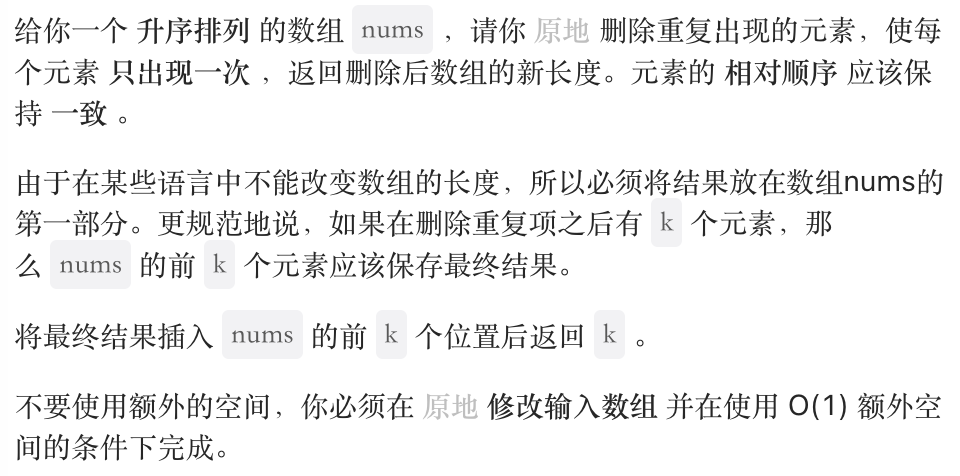 给你一个 升序排列 的数组 nums ，请你 原地 删除重复出现的元素，使每
个元素 只出现一次 ，返回删除后数组的新长度。元素的 相对顺序 应该保
持 一致 。
由于在某些语言中不能改变数组的长度，所以必须将结果放在数组nums的
第一部分。更规范地说，如果在删除重复项之后有 k 个元素，那
么 nums 的前 k 个元素应该保存最终结果。
将最终结果插入 nums 的前 k 个位置后返回 k 。
不要使用额外的空间，你必须在 原地 修改输入数组 并在使用 O(1) 额外空
间的条件下完成。